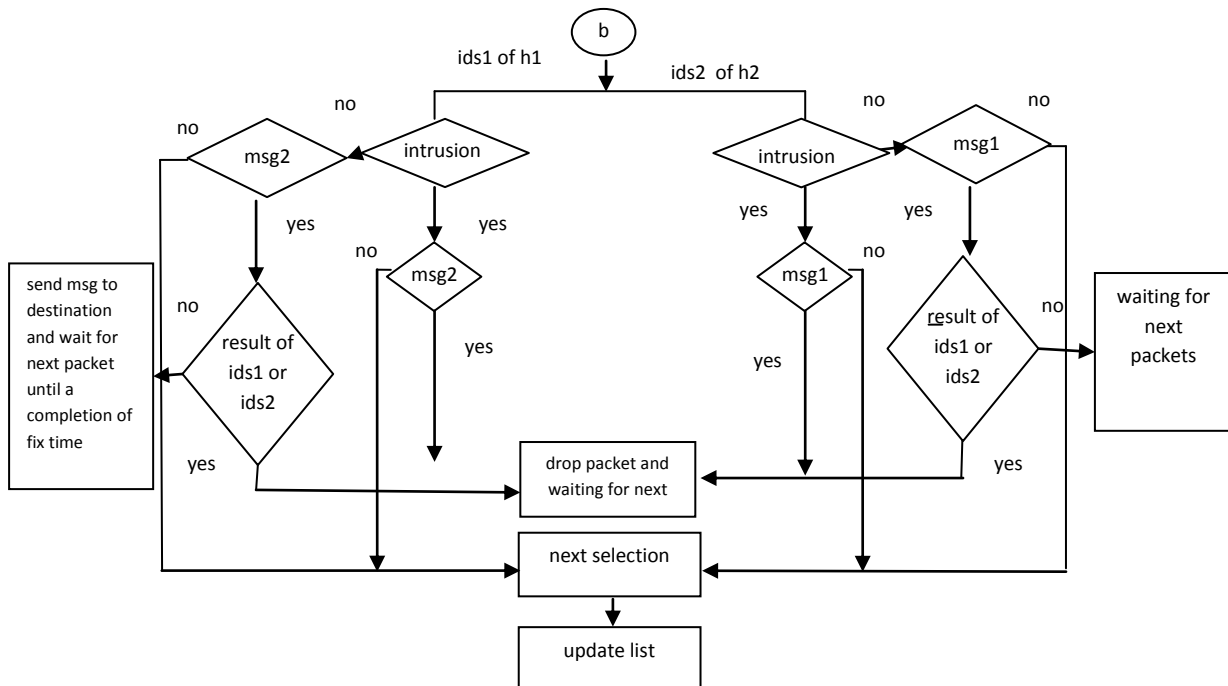 b
ids1 of h1
ids2 of h2
no
no
no
no
msg2
intrusion
intrusion
msg1
yes
yes
yes
yes
no
msg2
msg1
no
send msg to
destination
and wait for
next packet
until a
completion of
fix time
no
result of
ids1 or
ids2
yes
yes
result of
ids1 or
ids2
no
waiting for
next
packets
yes
yes
drop packet and
waiting for next
next selection
update list